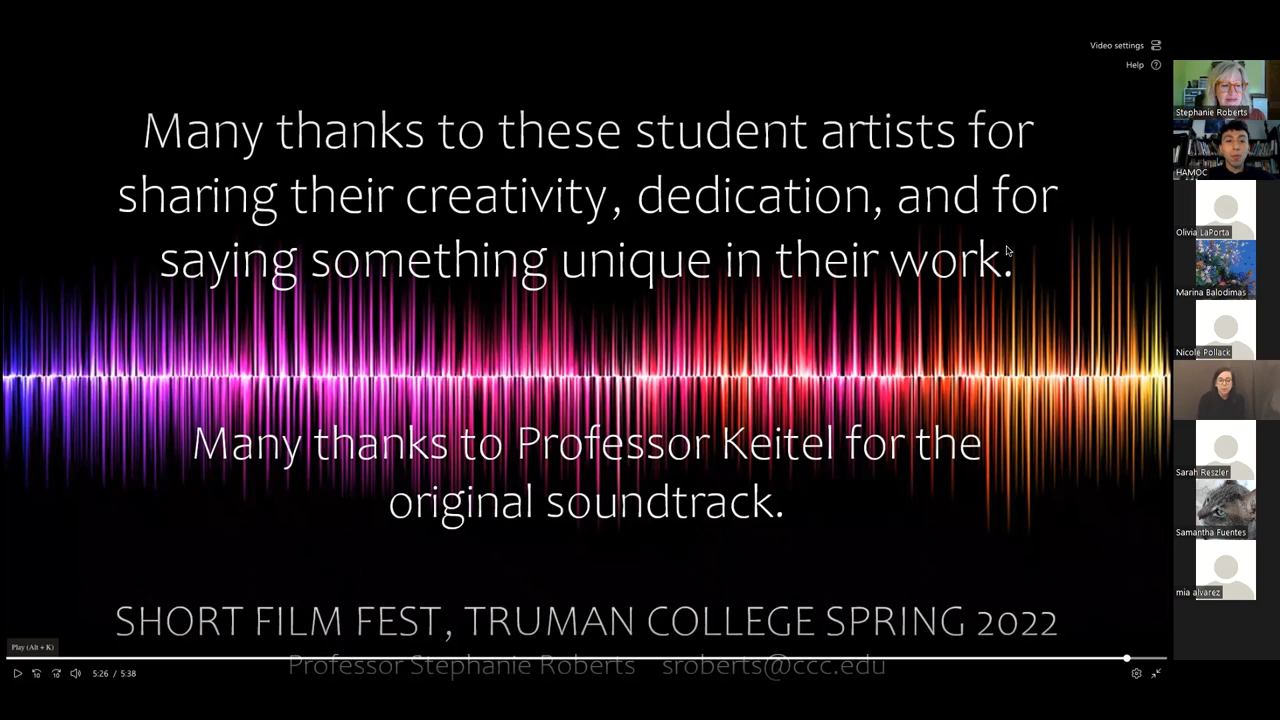 Video settings
Help
Many thanks to these student artists for
sharing their creativity, dedication, and for
saying something unique in their work.
Many thanks to Professor Keitel for the
original soundtrack.
SHORT FILM FEST, TRUMAN COLLEGE SPRING 2022
Professor Stephanie Roberts sroberts@ccc.edu
Play (Alt + K)
10
10
5:26 / 5:38
Stephanie Roberts
HAMOC
Olivia LaPorta
Marina Balodimas
Nicole Pollack
Sarah Reszler
Samantha Fuentes
mia alvarez